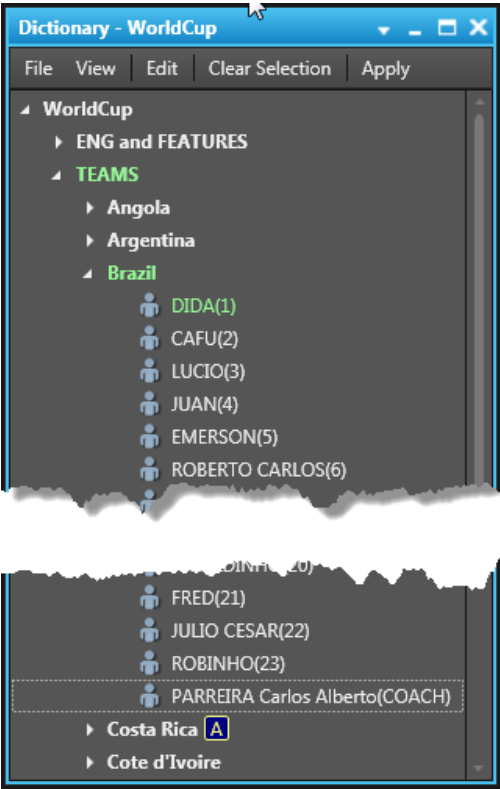 Dictionary - WorldCup
File View Edit Clear Selection Apply
WorldCup
ENG and FEATURES
TEAMS
Angola
Argentina
Brazil
DIDA(1)
CAFU(2)
LUCIO(3)
JUAN(4)
EMERSON(5)
ROBERTO CARLOS(6)
FRED(21)
JULIO CESAR(22)
ROBINHO(23)
PARREIRA Carlos Alberto(COACH)
Costa Rica A
Cote d'Ivoire